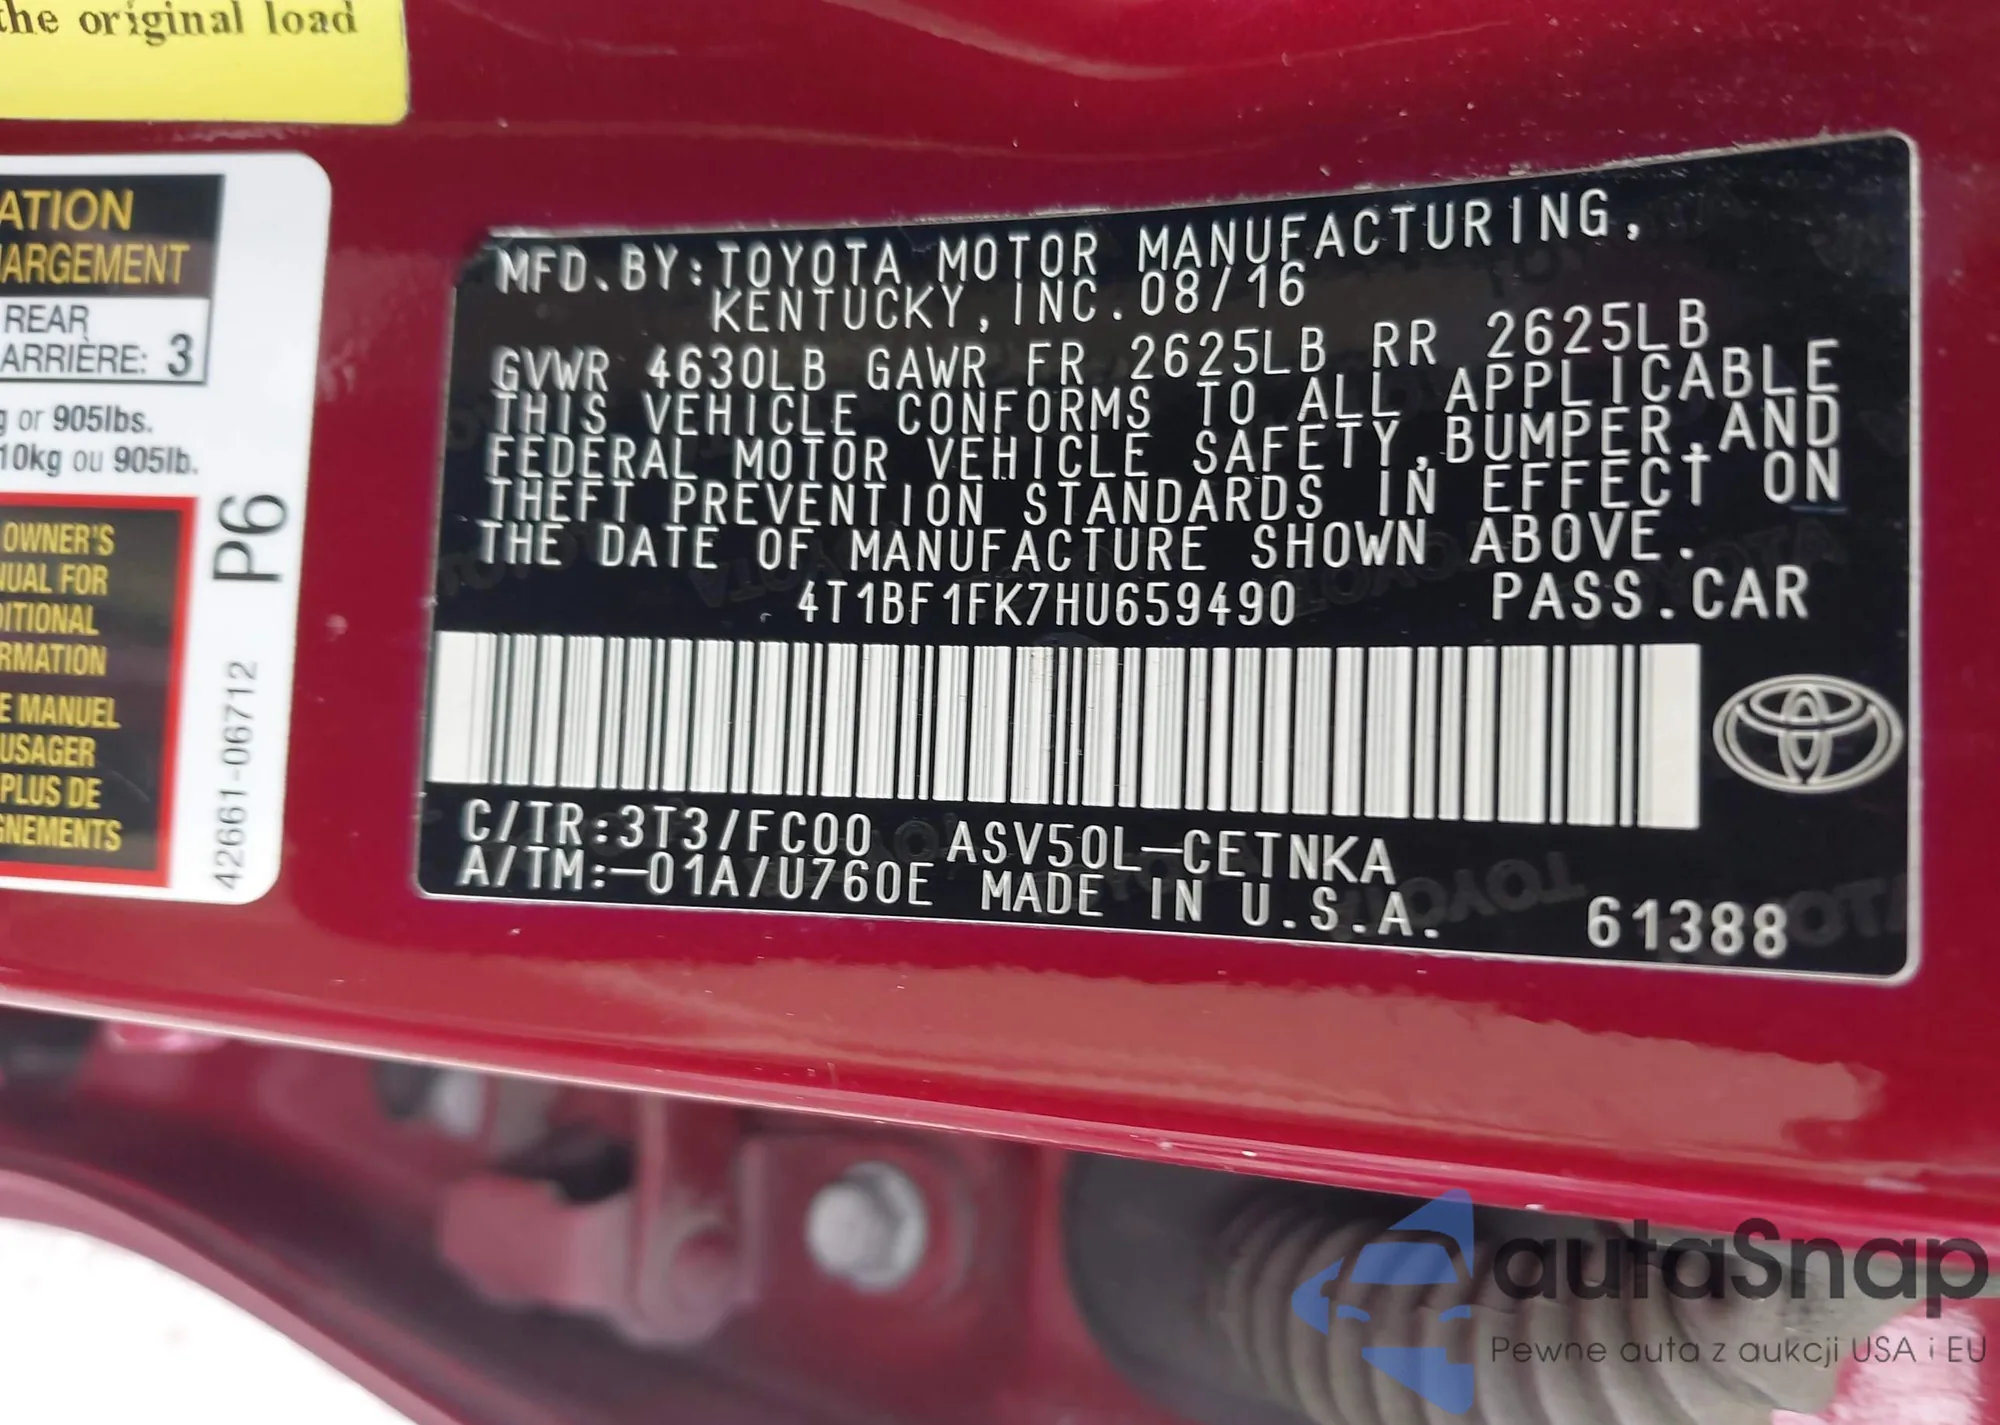 the original load
ATION
HARGEMENT
REAR
ARRIÈRE: 3
g or 905lbs.
10kg ou 905lb.
OWNER'S
NUAL FOR
DITIONAL
RMATION
E MANUEL
USAGER
PLUS DE
GNEMENTS
P6
42661-06712
MFD.BY:TOYOTA MOTOR MANUFACTURING,
KENTUCKY, INC. 08/16
GVWR 4630LB GAWR FR 2625LB RR 2625LB
THIS VEHICLE CONFORMS TO ALL APPLICABLE
FEDERAL MOTOR VEHICLE SAFETY,BUMPER,AND
THEFT PREVENTION STANDARDS IN EFFECT ON
THE DATE OF MANUFACTURE SHOWN ABOVE.
4T1BF1FK7HU659490 PASS.CAR
C/TR:3T3/FC00 ASV50L-CETNKA
A/TM:-01A/U760E MADE IN U.S.A. 61388
autaSnap
Pewne auta z aukcji USA i EU